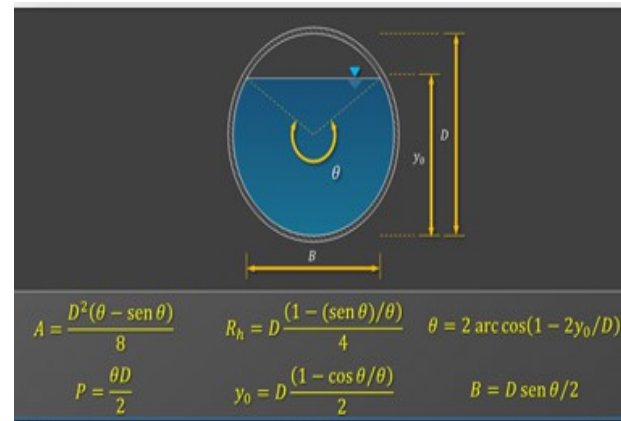 D
y₀
θ
B
A = D²(θ − sen θ) / 8
R_h = D (1 − (sen θ)/θ) / 4
θ = 2 arc cos(1 − 2y₀/D)
P = θD / 2
y₀ = D (1 − cos θ/θ) / 2
B = D sen θ/2